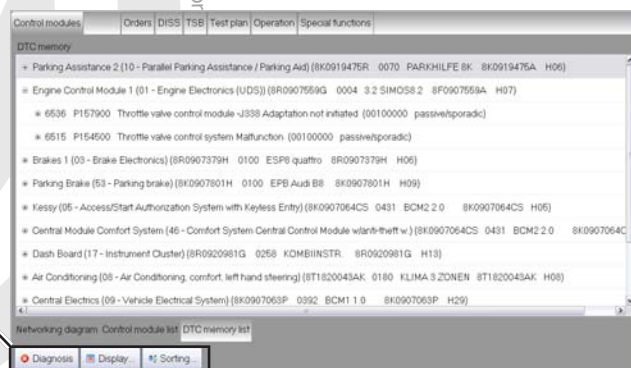 Control modules Orders DISS TSB Test plan Operation Special functions
DTC memory
Parking Assistance 2 (10 - Parallel Parking Assistance / Parking Aid) (8K0919475R 0070 PARKHILFE 8K 8K0919475A H06)
Engine Control Module 1 (01 - Engine Electronics (UDS)) (8R0907559G 0004 3.2 SIMOS8.2 8F0907559A H07)
6536 P157900 Throttle valve control module -J338 Adaptation not initiated (00100000 passive/sporadic)
6515 P154500 Throttle valve control system Malfunction (00100000 passive/sporadic)
Brakes 1 (03 - Brake Electronics) (8R0907379H 0100 ESP8 quattro 8R0907379H H06)
Parking Brake (53 - Parking brake) (8K0907801H 0100 EPB Audi B8 8K0907801H H09)
Kessy (05 - Access/Start Authorization System with Keyless Entry) (8K0907064CS 0431 BCM2 2.0 8K0907064CS H05)
Central Module Comfort System (46 - Comfort System Central Control Module w/anti-theft w.) (8K0907064CS 0431 BCM2 2.0 8K0907064C
Dash Board (17 - Instrument Cluster) (8R0920981G 0258 KOMBIINSTR. 8R0920981G H13)
Air Conditioning (08 - Air Conditioning, comfort, left hand steering) (8T1820043AK 0180 KLIMA 3 ZONEN 8T1820043AK H08)
Central Electrics (09 - Vehicle Electrical System) (8K0907063P 0392 BCM1 1.0 8K0907063P H29)
Networking diagram Control module list DTC memory list
Diagnosis Display... Sorting...